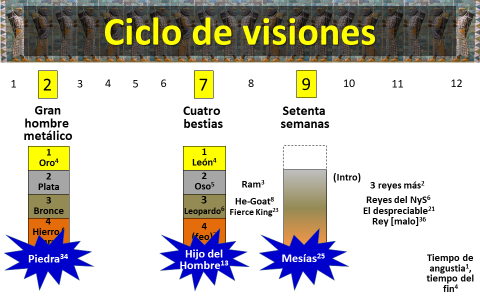 Ciclo de visiones
1 2 3 4 5 6 7 8 9 10 11 12
Gran
hombre
metálico
Cuatro
bestias
Setenta
semanas
1
Oro⁴
2
Plata
3
Bronce
4
Hierro
Piedra³⁴
1
León⁴
2
Oso⁵
3
Leopardo⁶
4
(feo)
Hijo del
Hombre¹³
Ram³
He-Goat⁸
Fierce King²³
Mesías²⁵
(Intro)
3 reyes más²
Reyes del NyS⁶
El despreciable²¹
Rey [malo]³⁶
Tiempo de
angustia¹,
tiempo del
fin⁴